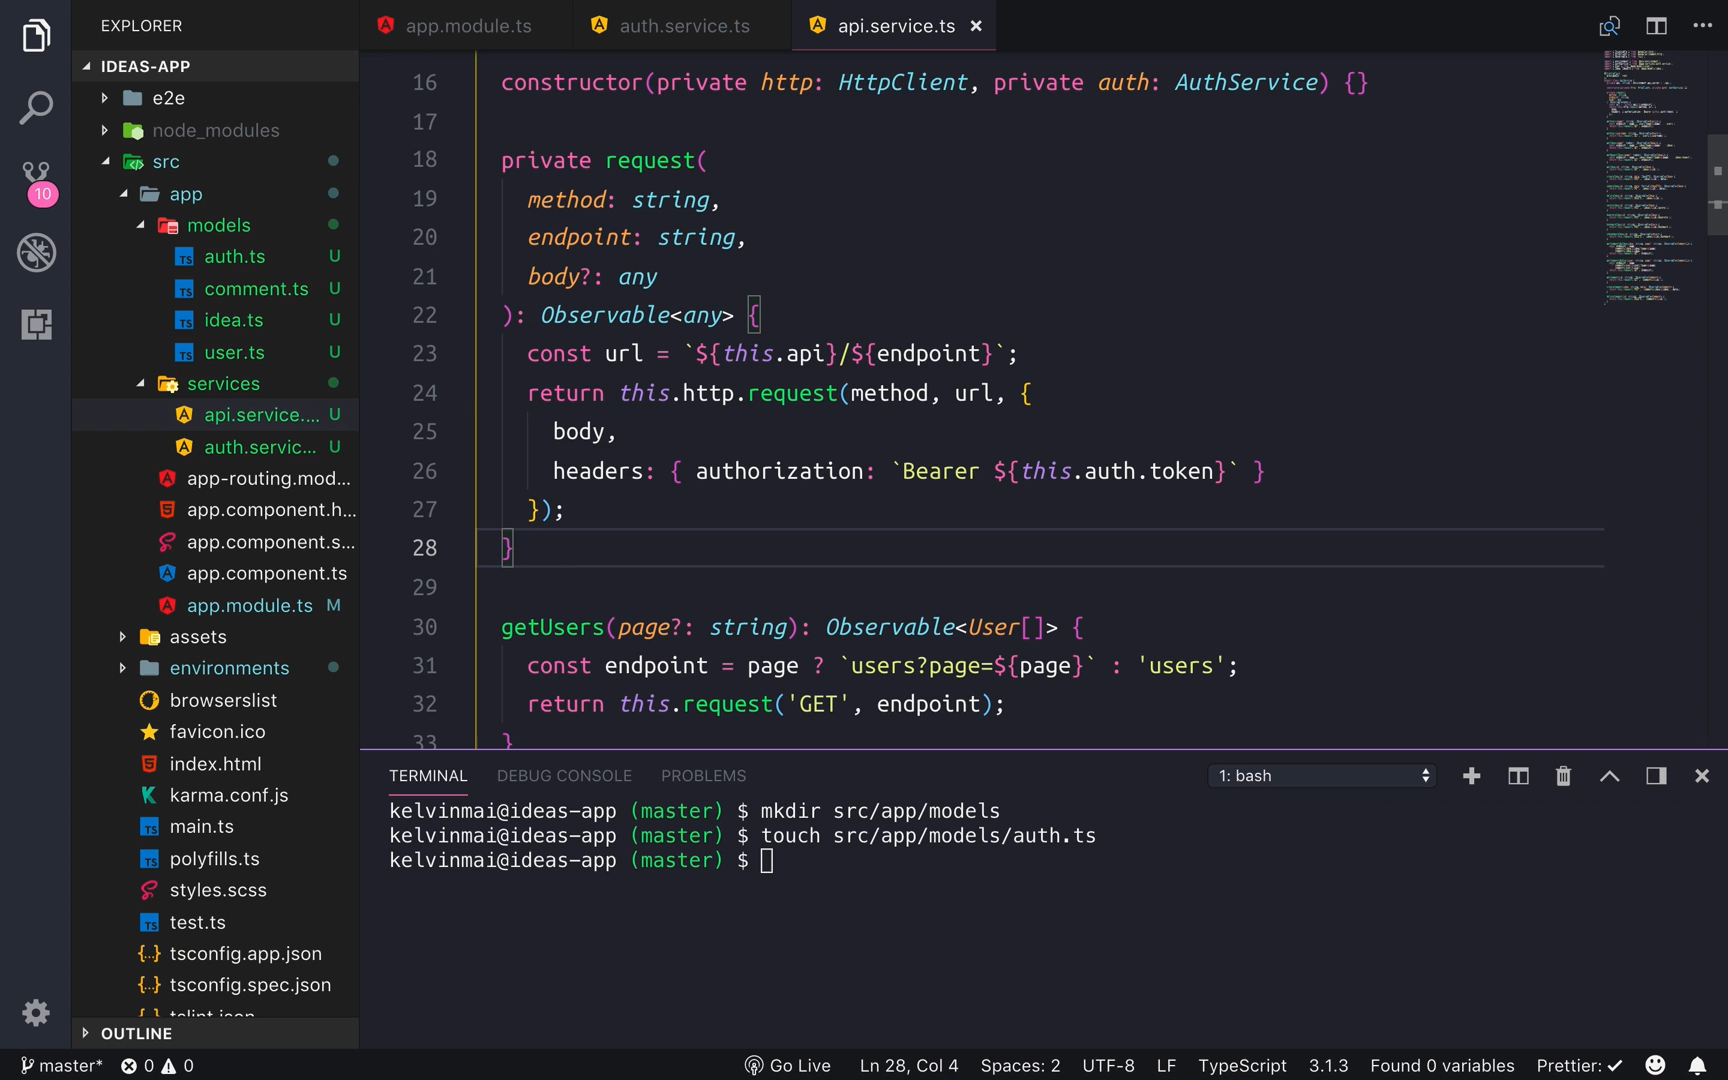 EXPLORER
IDEAS-APP
e2e
node_modules
src
app
models
auth.ts U
comment.ts U
idea.ts U
user.ts U
services
api.service.... U
auth.servic... U
app-routing.mod...
app.component.h...
app.component.s...
app.component.ts
app.module.ts M
assets
environments
browserslist
favicon.ico
index.html
karma.conf.js
main.ts
polyfills.ts
styles.scss
test.ts
tsconfig.app.json
tsconfig.spec.json
tslint.json
OUTLINE
10
app.module.ts auth.service.ts api.service.ts
16 constructor(private http: HttpClient, private auth: AuthService) {}
17
18 private request(
19 method: string,
20 endpoint: string,
21 body?: any
22 ): Observable<any> {
23 const url = `${this.api}/${endpoint}`;
24 return this.http.request(method, url, {
25 body,
26 headers: { authorization: `Bearer ${this.auth.token}` }
27 });
28 }
29
30 getUsers(page?: string): Observable<User[]> {
31 const endpoint = page ? `users?page=${page}` : 'users';
32 return this.request('GET', endpoint);
33 }
TERMINAL DEBUG CONSOLE PROBLEMS 1: bash
kelvinmai@ideas-app (master) $ mkdir src/app/models
kelvinmai@ideas-app (master) $ touch src/app/models/auth.ts
kelvinmai@ideas-app (master) $
master* 0 0 Go Live Ln 28, Col 4 Spaces: 2 UTF-8 LF TypeScript 3.1.3 Found 0 variables Prettier: ✓